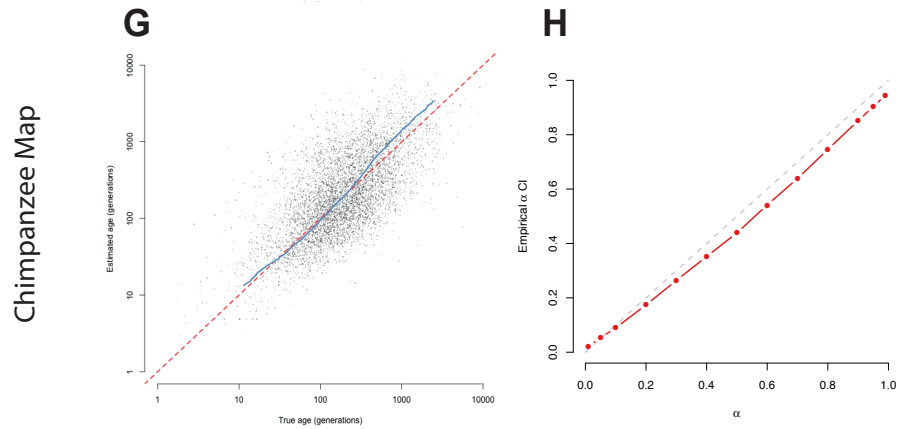 Chimpanzee Map
G
Estimated age (generations)
10000
1000
100
10
1
1 10 100 1000 10000
True age (generations)
H
Empirical α CI
1.0
0.8
0.6
0.4
0.2
0.0
0.0 0.2 0.4 0.6 0.8 1.0
α